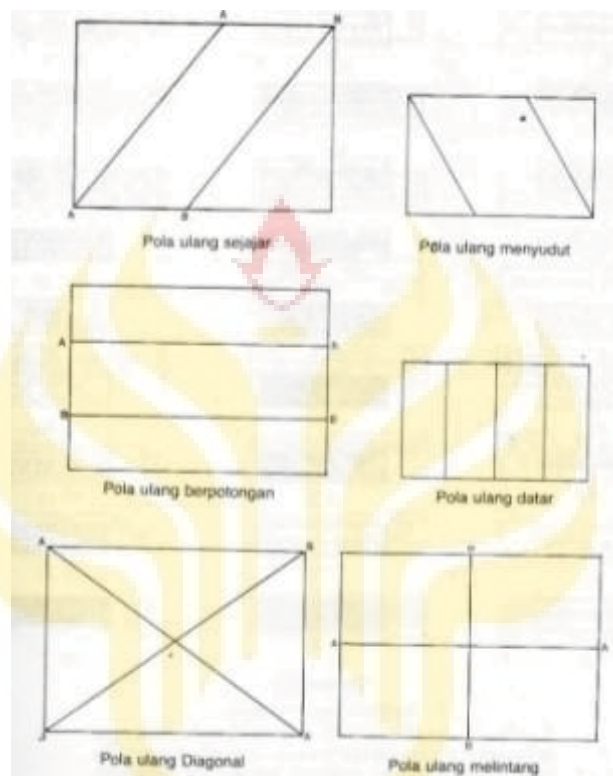 A B
A B
Pola ulang sejajar
Pola ulang menyudut
A
B
Pola ulang berpotongan
Pola ulang datar
A B
A
Pola ulang Diagonal
A A
Pola ulang melintang